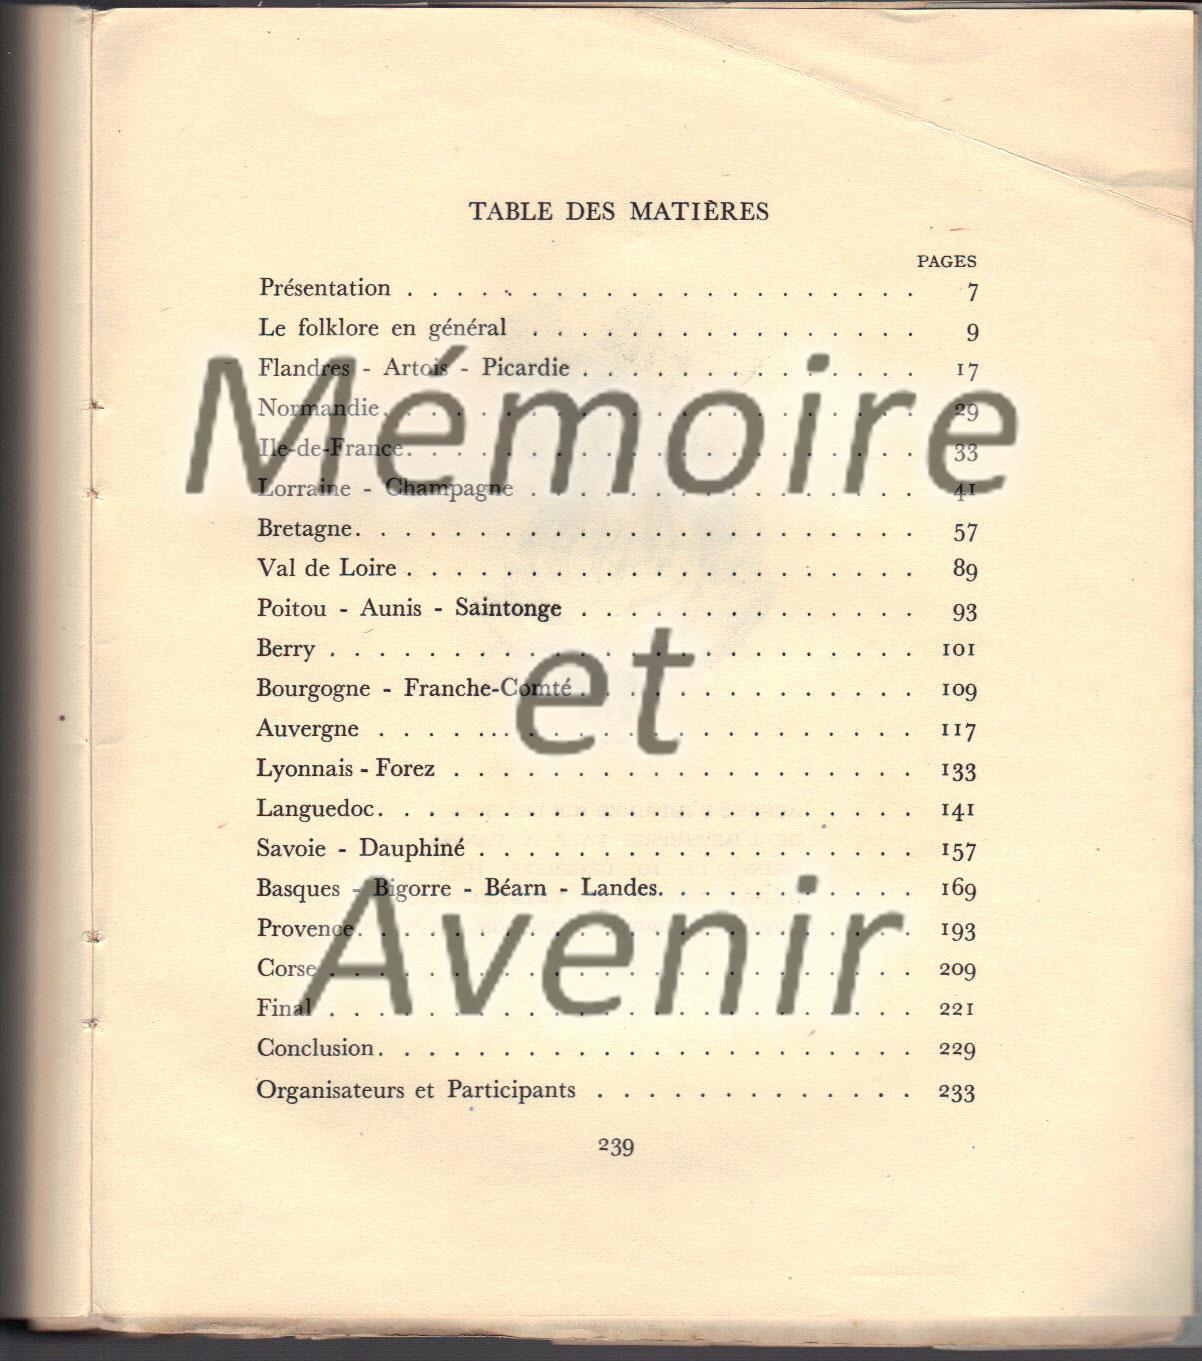 TABLE DES MATIÈRES
PAGES
Présentation . . . . . . . . . . . . . . . . . . . . . 7
Le folklore en général . . . . . . . . . . . . . . . . 9
Flandres - Artois - Picardie . . . . . . . . . . . . . . 17
Normandie . . . . . . . . . . . . . . . . . . . . . . 29
Ile-de-France . . . . . . . . . . . . . . . . . . . . . 33
Lorraine - Champagne . . . . . . . . . . . . . . . . 41
Bretagne . . . . . . . . . . . . . . . . . . . . . . . 57
Val de Loire . . . . . . . . . . . . . . . . . . . . . 89
Poitou - Aunis - Saintonge . . . . . . . . . . . . . . 93
Berry . . . . . . . . . . . . . . . . . . . . . . . . 101
Bourgogne - Franche-Comté . . . . . . . . . . . . . . 109
Auvergne . . . . . . . . . . . . . . . . . . . . . . 117
Lyonnais - Forez . . . . . . . . . . . . . . . . . . . 133
Languedoc . . . . . . . . . . . . . . . . . . . . . . 141
Savoie - Dauphiné . . . . . . . . . . . . . . . . . . 157
Basques - Bigorre - Béarn - Landes . . . . . . . . . . . 169
Provence . . . . . . . . . . . . . . . . . . . . . . . 193
Corse . . . . . . . . . . . . . . . . . . . . . . . . 209
Final . . . . . . . . . . . . . . . . . . . . . . . . 221
Conclusion . . . . . . . . . . . . . . . . . . . . . . 229
Organisateurs et Participants . . . . . . . . . . . . . 233
239
Mémoire
et
Avenir